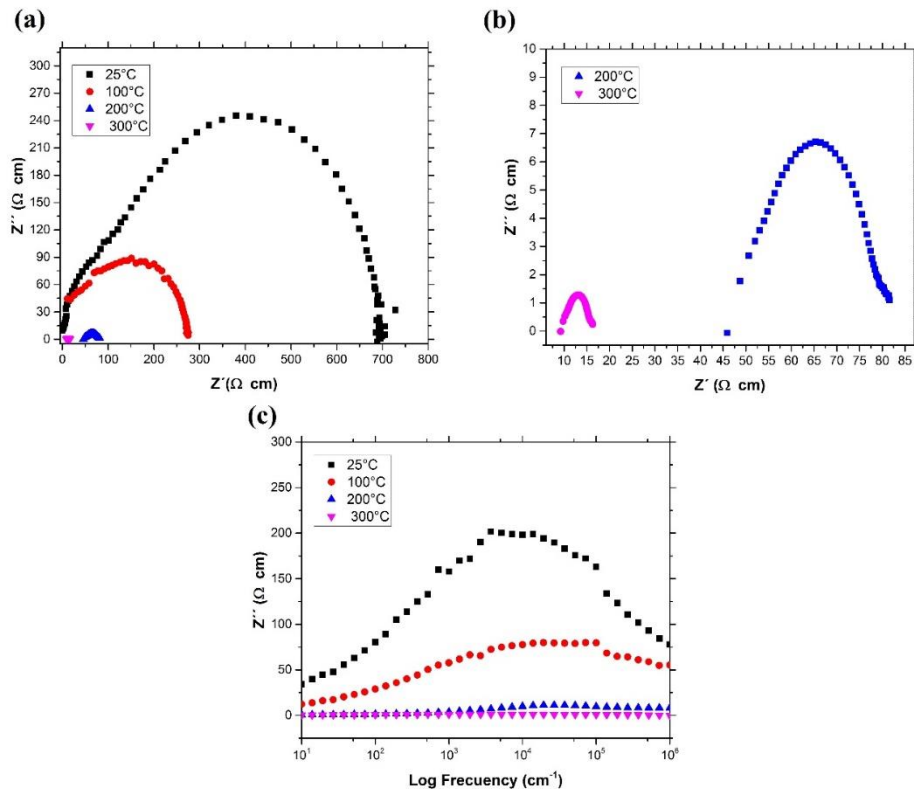 (a)
300
270
240
210
180
150
120
90
60
30
0
Z´´ (Ω cm)
25°C
100°C
200°C
300°C
0 100 200 300 400 500 600 700 800
Z´(Ω cm)
(b)
10
9
8
7
6
5
4
3
2
1
0
Z´´ (Ω cm)
200°C
300°C
10 15 20 25 30 35 40 45 50 55 60 65 70 75 80 85
Z´ (Ω cm)
(c)
300
250
200
150
100
50
0
Z´´ (Ω cm)
25°C
100°C
200°C
300°C
10¹ 10² 10³ 10⁴ 10⁵ 10⁶
Log Frecuency (cm⁻¹)